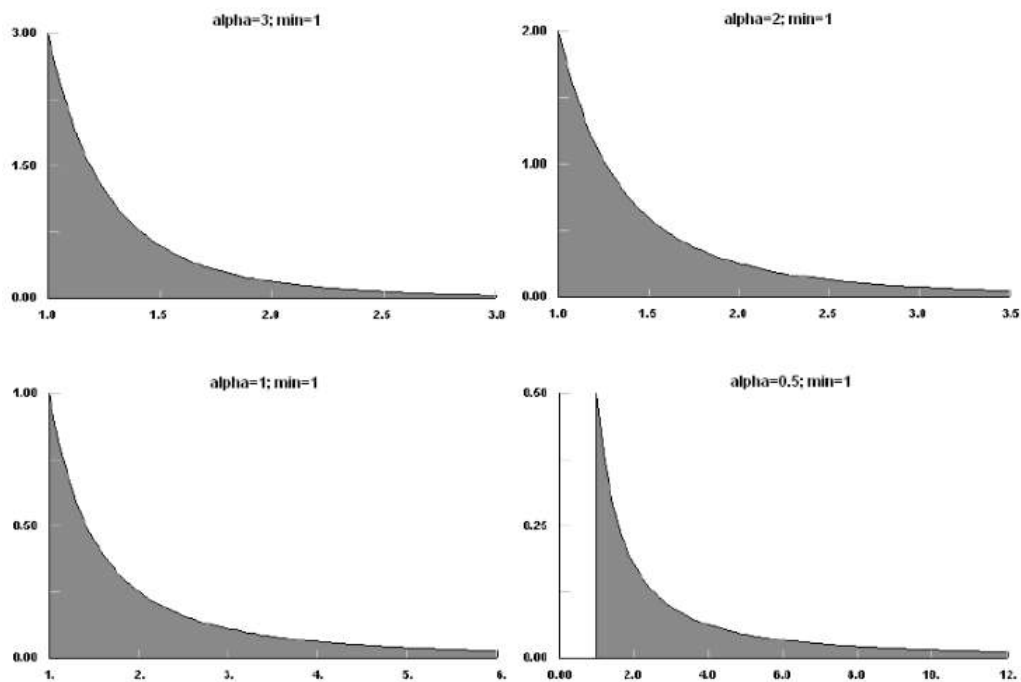 alpha=3; min=1
3.00
1.50
0.00
1.0 1.5 2.0 2.5 3.0
alpha=2; min=1
2.00
1.00
0.00
1.0 1.5 2.0 2.5 3.0 3.5
alpha=1; min=1
1.00
0.50
0.00
1. 2. 3. 4. 5. 6.
alpha=0.5; min=1
0.50
0.25
0.00
0.00 2.0 4.0 6.0 8.0 10. 12.